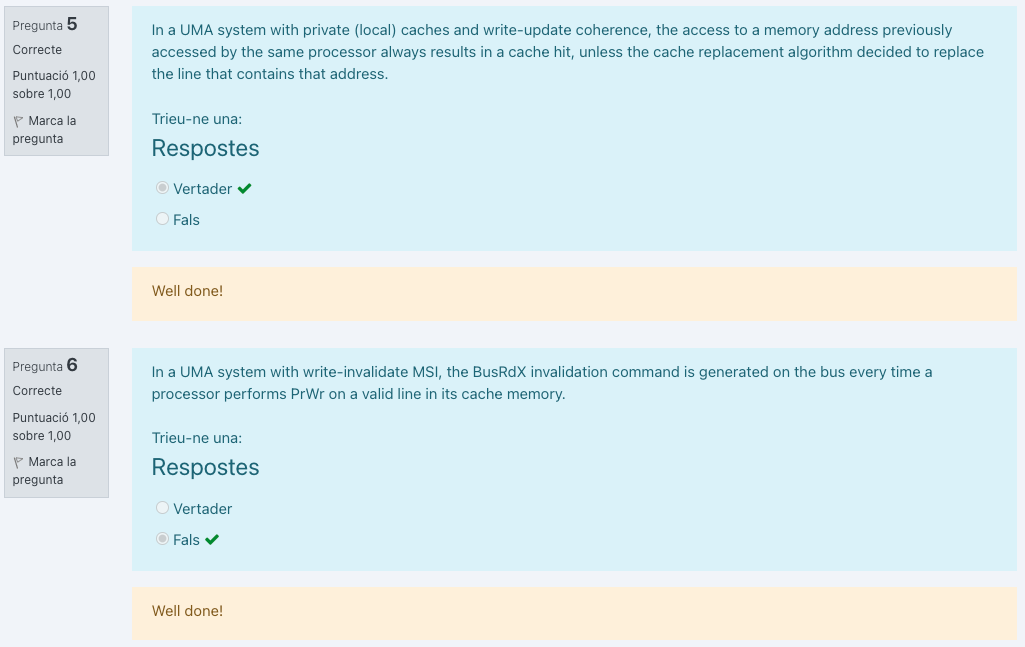 Pregunta 5
Correcte
Puntuació 1,00
sobre 1,00
Marca la
pregunta
In a UMA system with private (local) caches and write-update coherence, the access to a memory address previously
accessed by the same processor always results in a cache hit, unless the cache replacement algorithm decided to replace
the line that contains that address.
Trieu-ne una:
Respostes
Vertader
Fals
Well done!
Pregunta 6
Correcte
Puntuació 1,00
sobre 1,00
Marca la
pregunta
In a UMA system with write-invalidate MSI, the BusRdX invalidation command is generated on the bus every time a
processor performs PrWr on a valid line in its cache memory.
Trieu-ne una:
Respostes
Vertader
Fals
Well done!